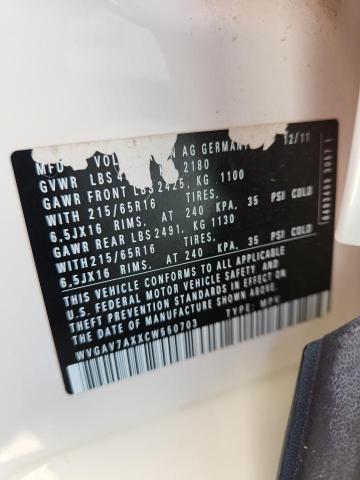 MFD VOL AG GERMAN 12/11
GVWR LBS 4 2180
GAWR FRONT LBS 2425, KG 1100
WITH 215/65R16 TIRES,
6.5JX16 RIMS, AT 240 KPA, 35 PSI COLD
GAWR REAR LBS 2491, KG 1130
WITH 215/65R16 TIRES,
6.5JX16 RIMS, AT 240 KPA, 35 PSI COLD
THIS VEHICLE CONFORMS TO ALL APPLICABLE
U.S. FEDERAL MOTOR VEHICLE SAFETY AND
THEFT PREVENTION STANDARDS IN EFFECT ON
THE DATE OF MANUFACTURE SHOWN ABOVE.
WVGAV7AXXCW550703 TYPE: MPV